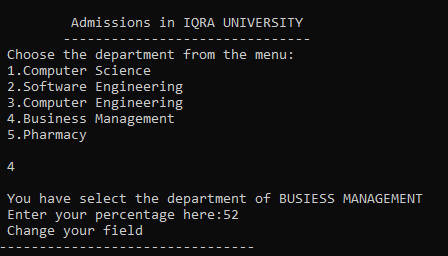 Admissions in IQRA UNIVERSITY
-------------------------------
Choose the department from the menu:
1.Computer Science
2.Software Engineering
3.Computer Engineering
4.Business Management
5.Pharmacy
4
You have select the department of BUSIESS MANAGEMENT
Enter your percentage here:52
Change your field
--------------------------------